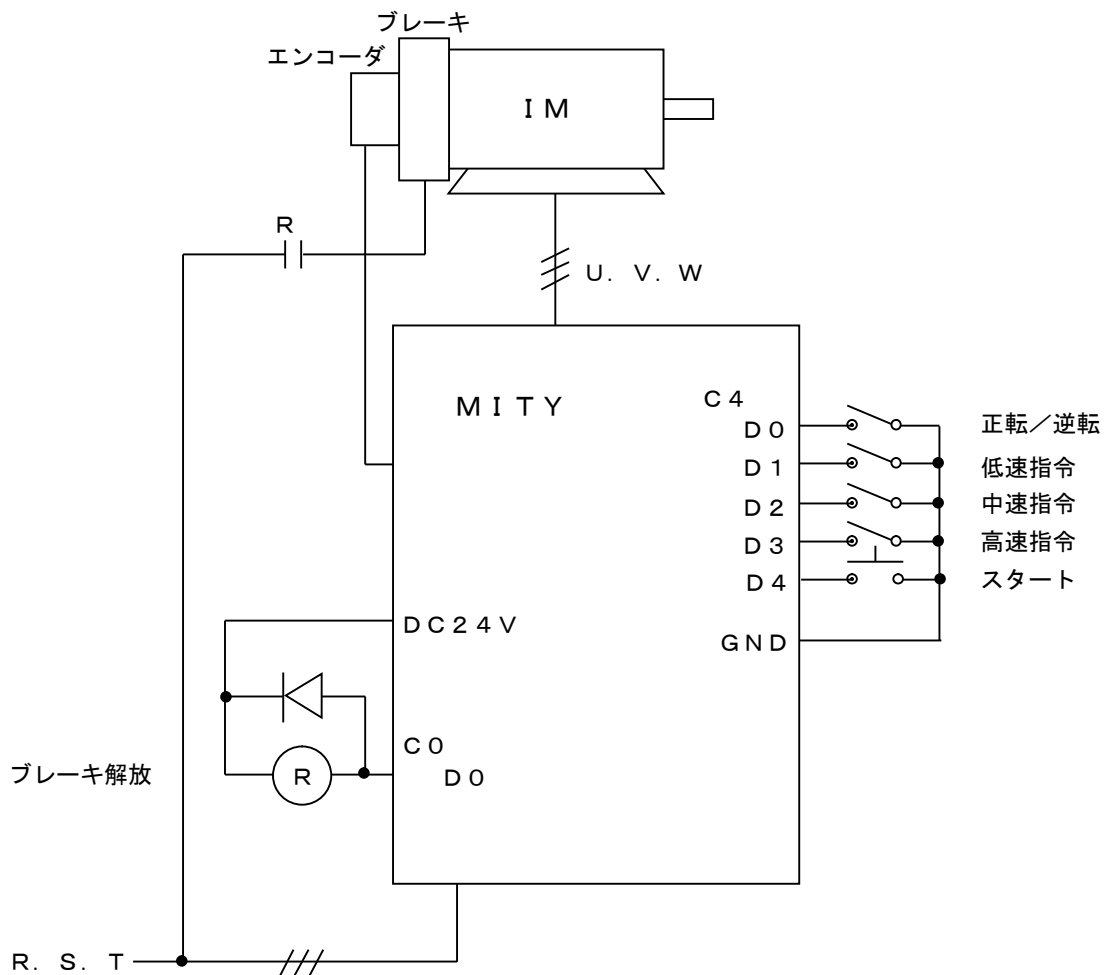 ブレーキ
エンコーダ
ＩＭ
Ｒ
Ｕ．Ｖ．Ｗ
ＭＩＴＹ
Ｃ４
Ｄ０
正転／逆転
Ｄ１
低速指令
Ｄ２
中速指令
Ｄ３
高速指令
Ｄ４
スタート
ＤＣ２４Ｖ
ＧＮＤ
Ｃ０
ブレーキ解放
Ｒ
Ｄ０
Ｒ．Ｓ．Ｔ